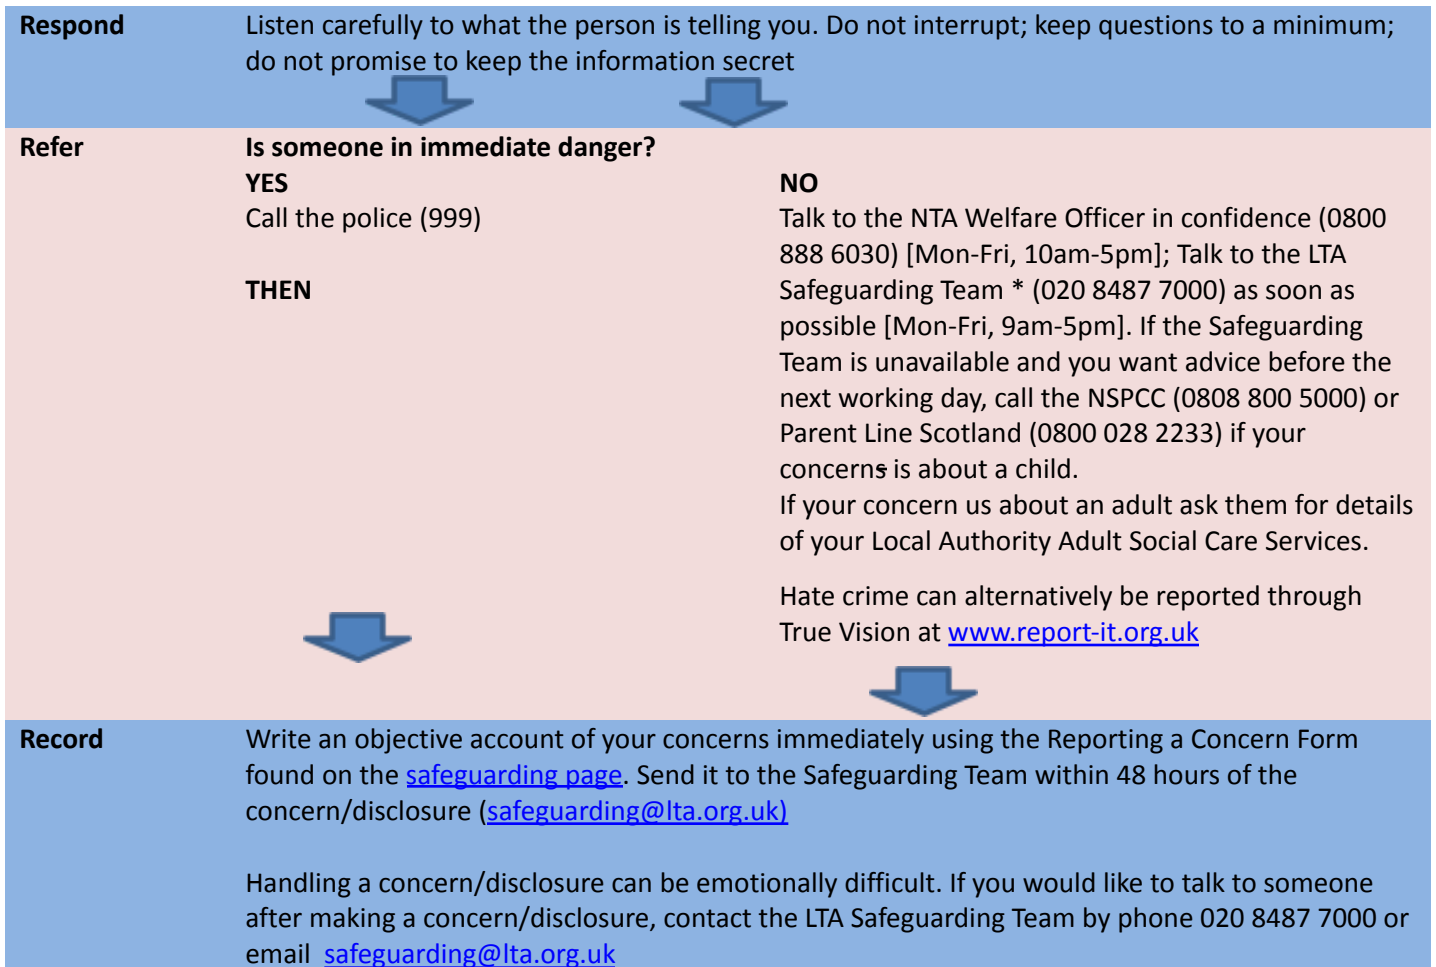 Respond
Listen carefully to what the person is telling you. Do not interrupt; keep questions to a minimum;
do not promise to keep the information secret
Refer
Is someone in immediate danger?
YES
Call the police (999)
THEN
NO
Talk to the NTA Welfare Officer in confidence (0800
888 6030) [Mon-Fri, 10am-5pm]; Talk to the LTA
Safeguarding Team * (020 8487 7000) as soon as
possible [Mon-Fri, 9am-5pm]. If the Safeguarding
Team is unavailable and you want advice before the
next working day, call the NSPCC (0808 800 5000) or
Parent Line Scotland (0800 028 2233) if your
concerns is about a child.
If your concern us about an adult ask them for details
of your Local Authority Adult Social Care Services.
Hate crime can alternatively be reported through
True Vision at www.report-it.org.uk
Record
Write an objective account of your concerns immediately using the Reporting a Concern Form
found on the safeguarding page. Send it to the Safeguarding Team within 48 hours of the
concern/disclosure (safeguarding@lta.org.uk)
Handling a concern/disclosure can be emotionally difficult. If you would like to talk to someone
after making a concern/disclosure, contact the LTA Safeguarding Team by phone 020 8487 7000 or
email safeguarding@lta.org.uk